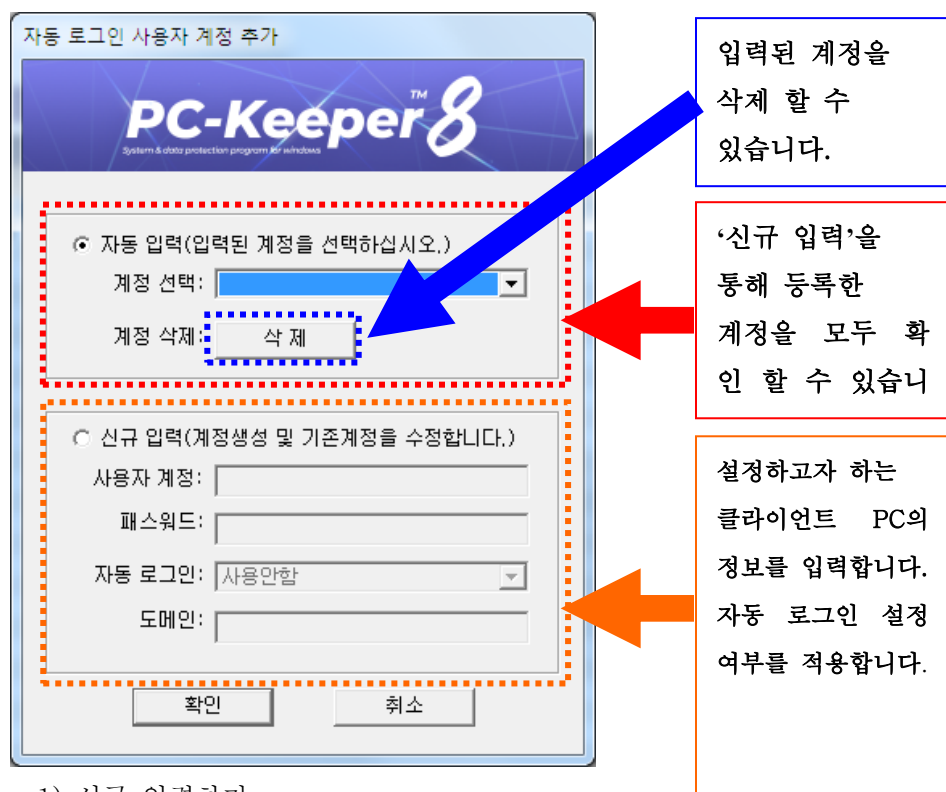 자동 로그인 사용자 계정 추가
PC-Keeper™ 8
System & data protection program for windows
자동 입력(입력된 계정을 선택하십시오.)
계정 선택:
계정 삭제:
삭 제
신규 입력(계정생성 및 기존계정을 수정합니다.)
사용자 계정:
패스워드:
자동 로그인: 사용안함
도메인:
확인
취소
입력된 계정을
삭제 할 수
있습니다.
‘신규 입력’을
통해 등록한
계정을 모두 확
인 할 수 있습니
설정하고자 하는
클라이언트 PC의
정보를 입력합니다.
자동 로그인 설정
여부를 적용합니다.